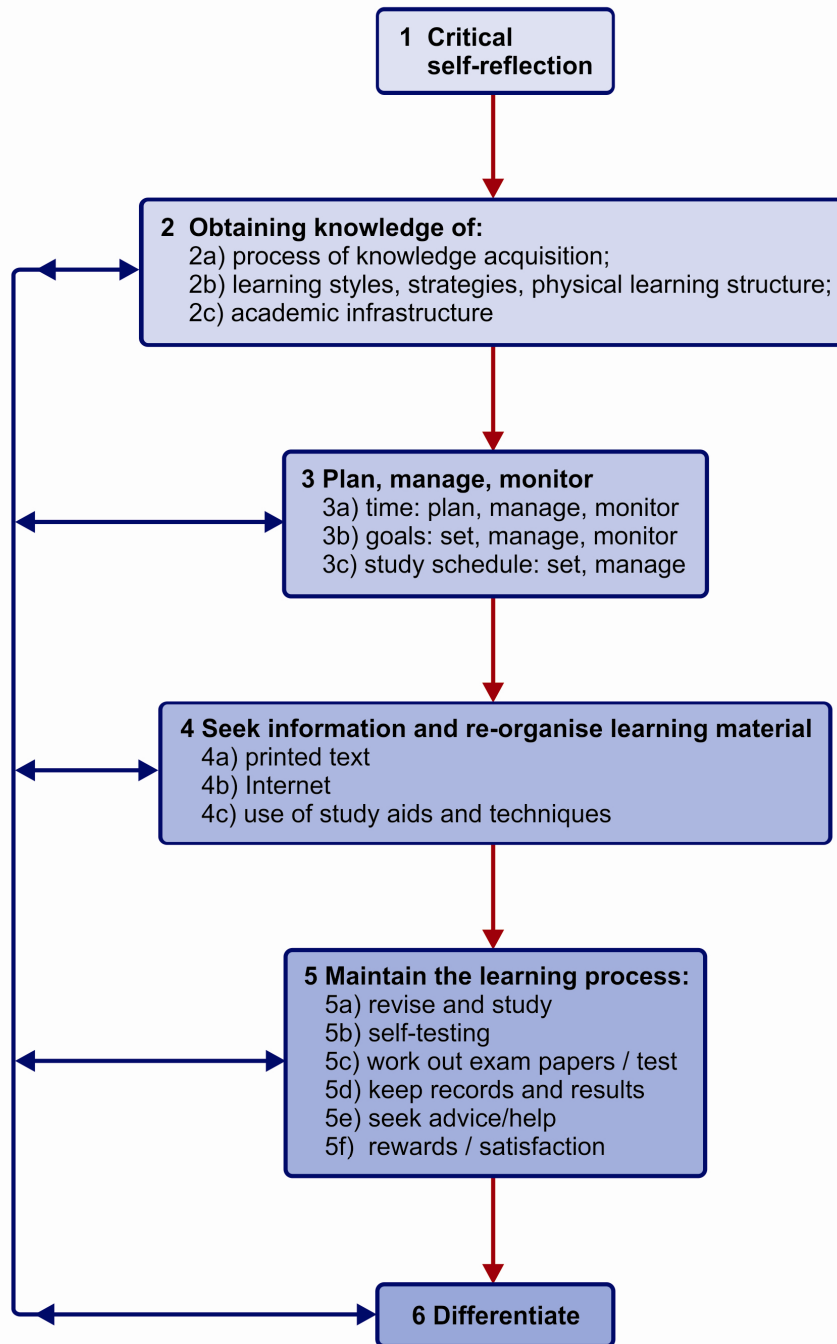 1 Critical
self-reflection
2 Obtaining knowledge of:
2a) process of knowledge acquisition;
2b) learning styles, strategies, physical learning structure;
2c) academic infrastructure
3 Plan, manage, monitor
3a) time: plan, manage, monitor
3b) goals: set, manage, monitor
3c) study schedule: set, manage
4 Seek information and re-organise learning material
4a) printed text
4b) Internet
4c) use of study aids and techniques
5 Maintain the learning process:
5a) revise and study
5b) self-testing
5c) work out exam papers / test
5d) keep records and results
5e) seek advice/help
5f) rewards / satisfaction
6 Differentiate